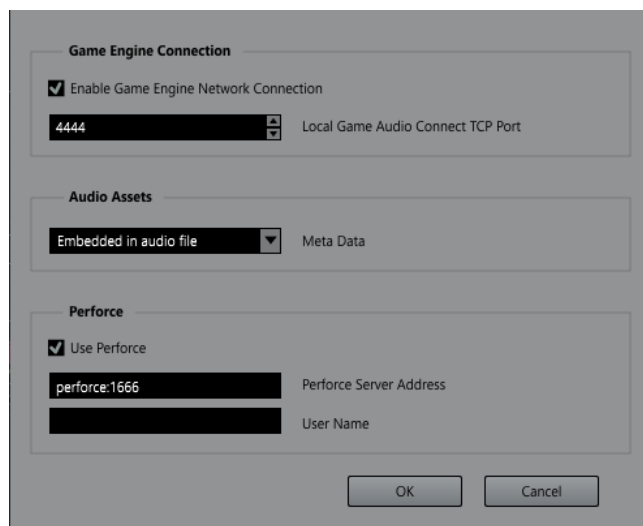 Game Engine Connection
Enable Game Engine Network Connection
4444 Local Game Audio Connect TCP Port
Audio Assets
Embedded in audio file Meta Data
Perforce
Use Perforce
perforce:1666 Perforce Server Address
User Name
OK Cancel